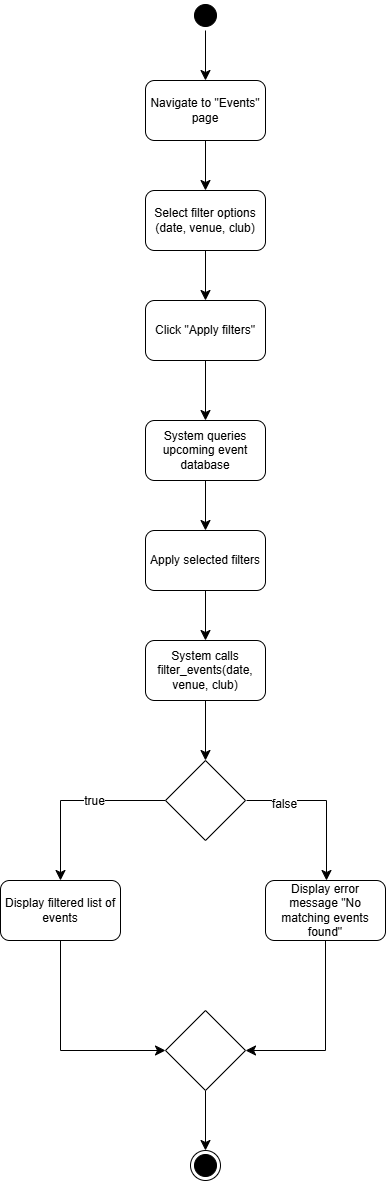 Navigate to "Events"
page
Select filter options
(date, venue, club)
Click "Apply filters"
System queries
upcoming event
database
Apply selected filters
System calls
filter_events(date,
venue, club)
true
false
Display filtered list of
events
Display error
message "No
matching events
found"